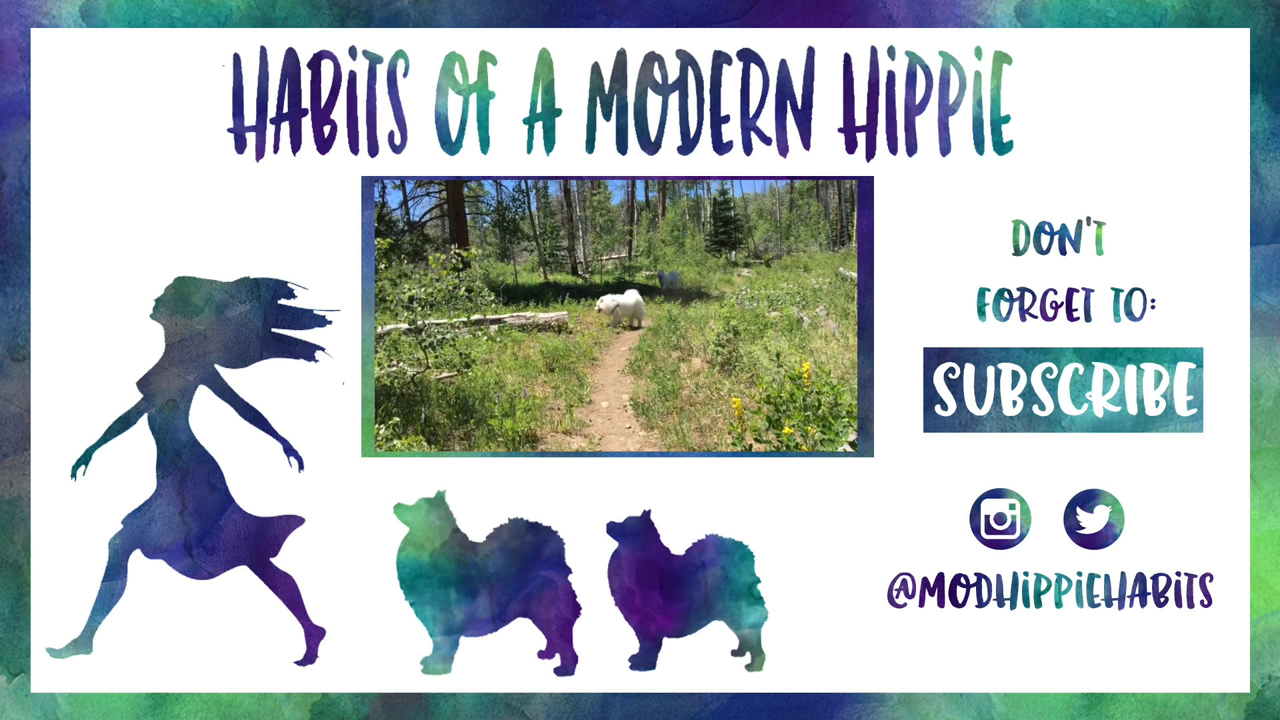 HABiTS OF A MODERN HiPPiE
DON'T
FORGET TO:
SUBSCRIBE
@MODHiPPiEHABiTS